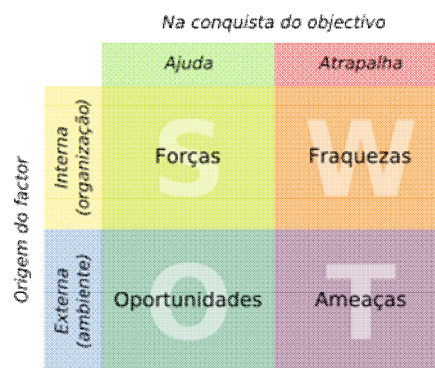 Na conquista do objectivo
Ajuda
Atrapalha
Origem do factor
Interna
(organização)
S
Forças
W
Fraquezas
Externa
(ambiente)
O
Oportunidades
T
Ameaças